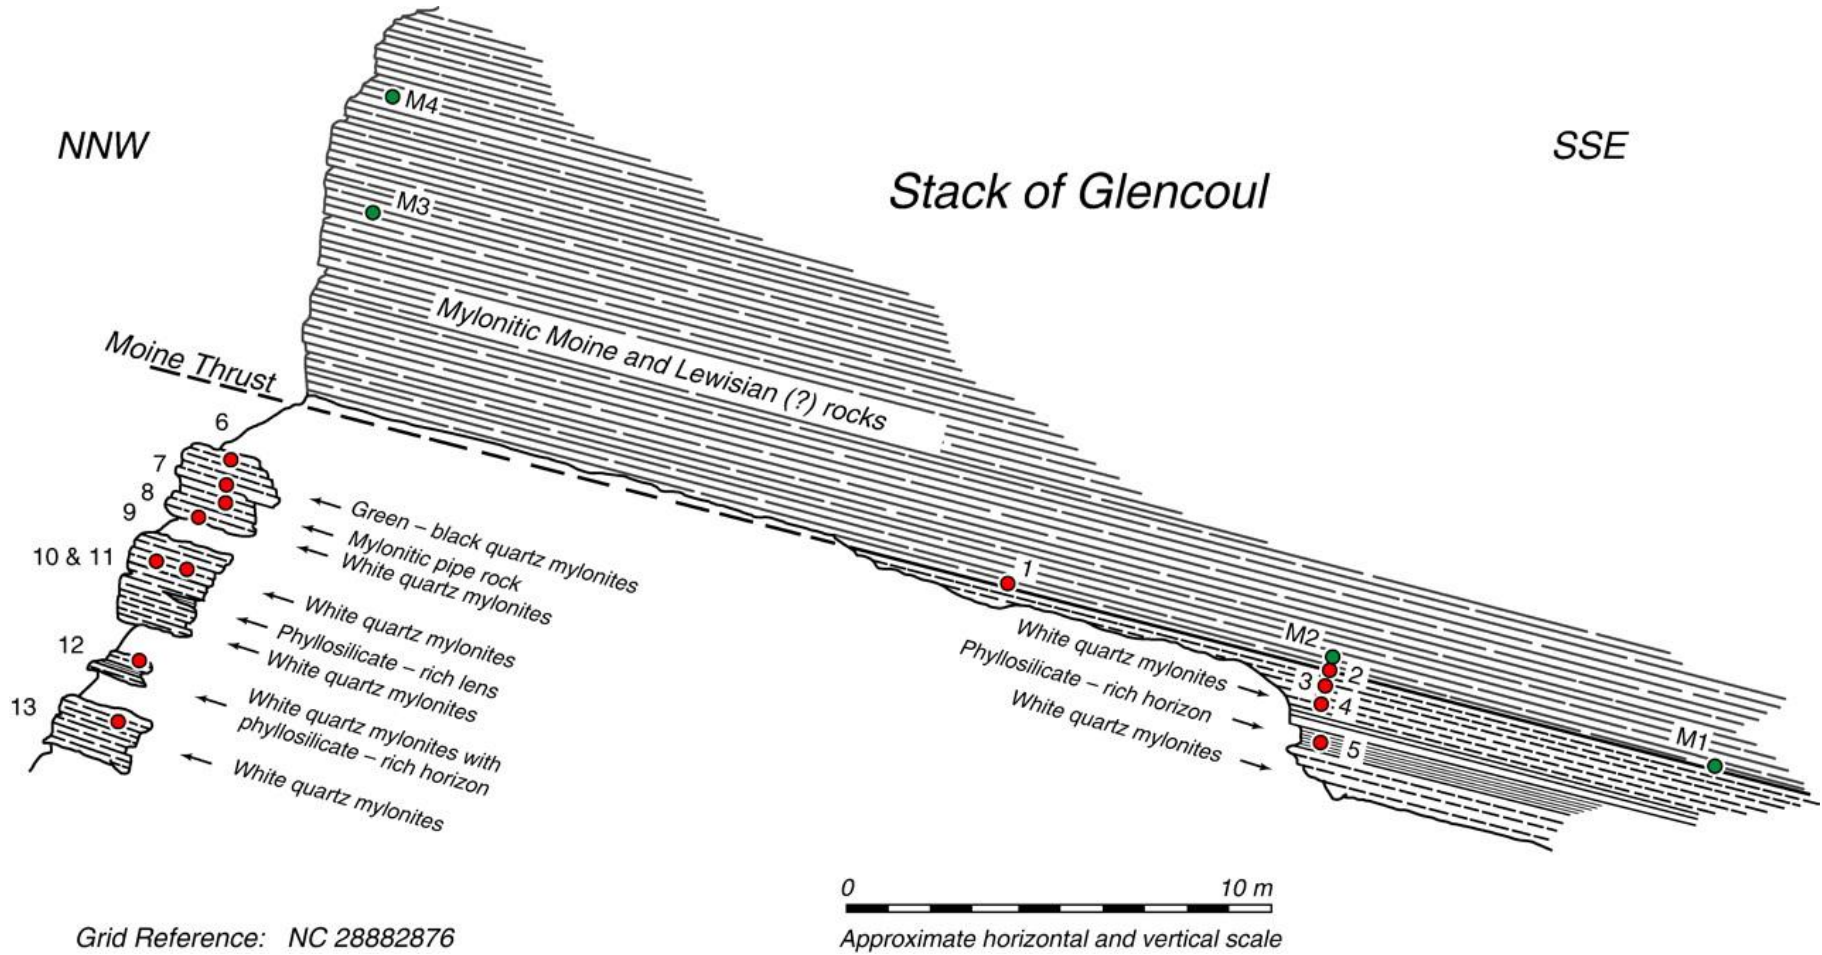 M4
NNW
SSE
Stack of Glencoul
M3
Mylonitic Moine and Lewisian (?) rocks
Moine Thrust
6
7
8
9
10 & 11
12
13
Green – black quartz mylonites
Mylonitic pipe rock
White quartz mylonites
White quartz mylonites
Phyllosilicate – rich lens
White quartz mylonites
White quartz mylonites with
phyllosilicate – rich horizon
White quartz mylonites
1
White quartz mylonites
Phyllosilicate – rich horizon
White quartz mylonites
M2
2
3
4
5
M1
0
10 m
Approximate horizontal and vertical scale
Grid Reference: NC 28882876